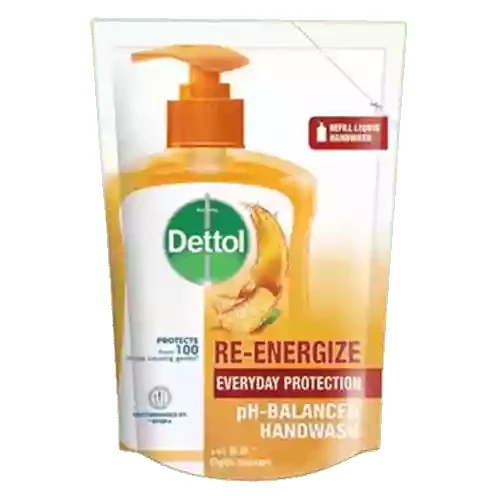 REFILL LIQUID
HANDWASH
Dettol
PROTECTS
from 100
RE-ENERGIZE
EVERYDAY PROTECTION
pH-BALANCED
HANDWASH